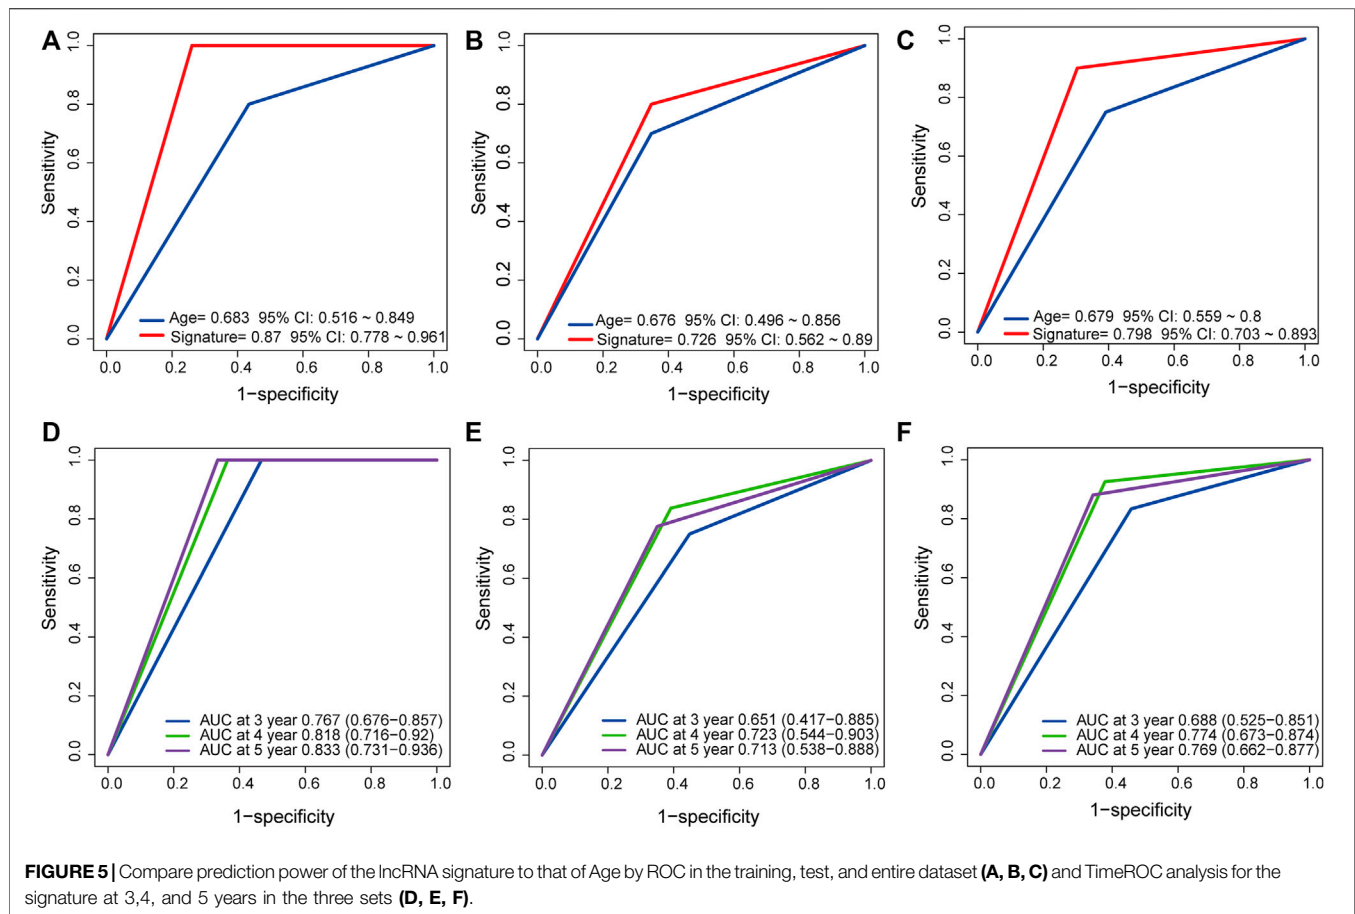 A
Sensitivity
0.0 0.2 0.4 0.6 0.8 1.0
Age= 0.683 95% CI: 0.516 ~ 0.849
Signature= 0.87 95% CI: 0.778 ~ 0.961
0.0 0.2 0.4 0.6 0.8 1.0
1−specificity
B
Sensitivity
0.0 0.2 0.4 0.6 0.8 1.0
Age= 0.676 95% CI: 0.496 ~ 0.856
Signature= 0.726 95% CI: 0.562 ~ 0.89
0.0 0.2 0.4 0.6 0.8 1.0
1−specificity
C
Sensitivity
0.0 0.2 0.4 0.6 0.8 1.0
Age= 0.679 95% CI: 0.559 ~ 0.8
Signature= 0.798 95% CI: 0.703 ~ 0.893
0.0 0.2 0.4 0.6 0.8 1.0
1−specificity
D
Sensitivity
0.0 0.2 0.4 0.6 0.8 1.0
AUC at 3 year 0.767 (0.676−0.857)
AUC at 4 year 0.818 (0.716−0.92)
AUC at 5 year 0.833 (0.731−0.936)
0.0 0.2 0.4 0.6 0.8 1.0
1−specificity
E
Sensitivity
0.0 0.2 0.4 0.6 0.8 1.0
AUC at 3 year 0.651 (0.417−0.885)
AUC at 4 year 0.723 (0.544−0.903)
AUC at 5 year 0.713 (0.538−0.888)
0.0 0.2 0.4 0.6 0.8 1.0
1−specificity
F
Sensitivity
0.0 0.2 0.4 0.6 0.8 1.0
AUC at 3 year 0.688 (0.525−0.851)
AUC at 4 year 0.774 (0.673−0.874)
AUC at 5 year 0.769 (0.662−0.877)
0.0 0.2 0.4 0.6 0.8 1.0
1−specificity
FIGURE 5 | Compare prediction power of the lncRNA signature to that of Age by ROC in the training, test, and entire dataset (A, B, C) and TimeROC analysis for the
signature at 3,4, and 5 years in the three sets (D, E, F).